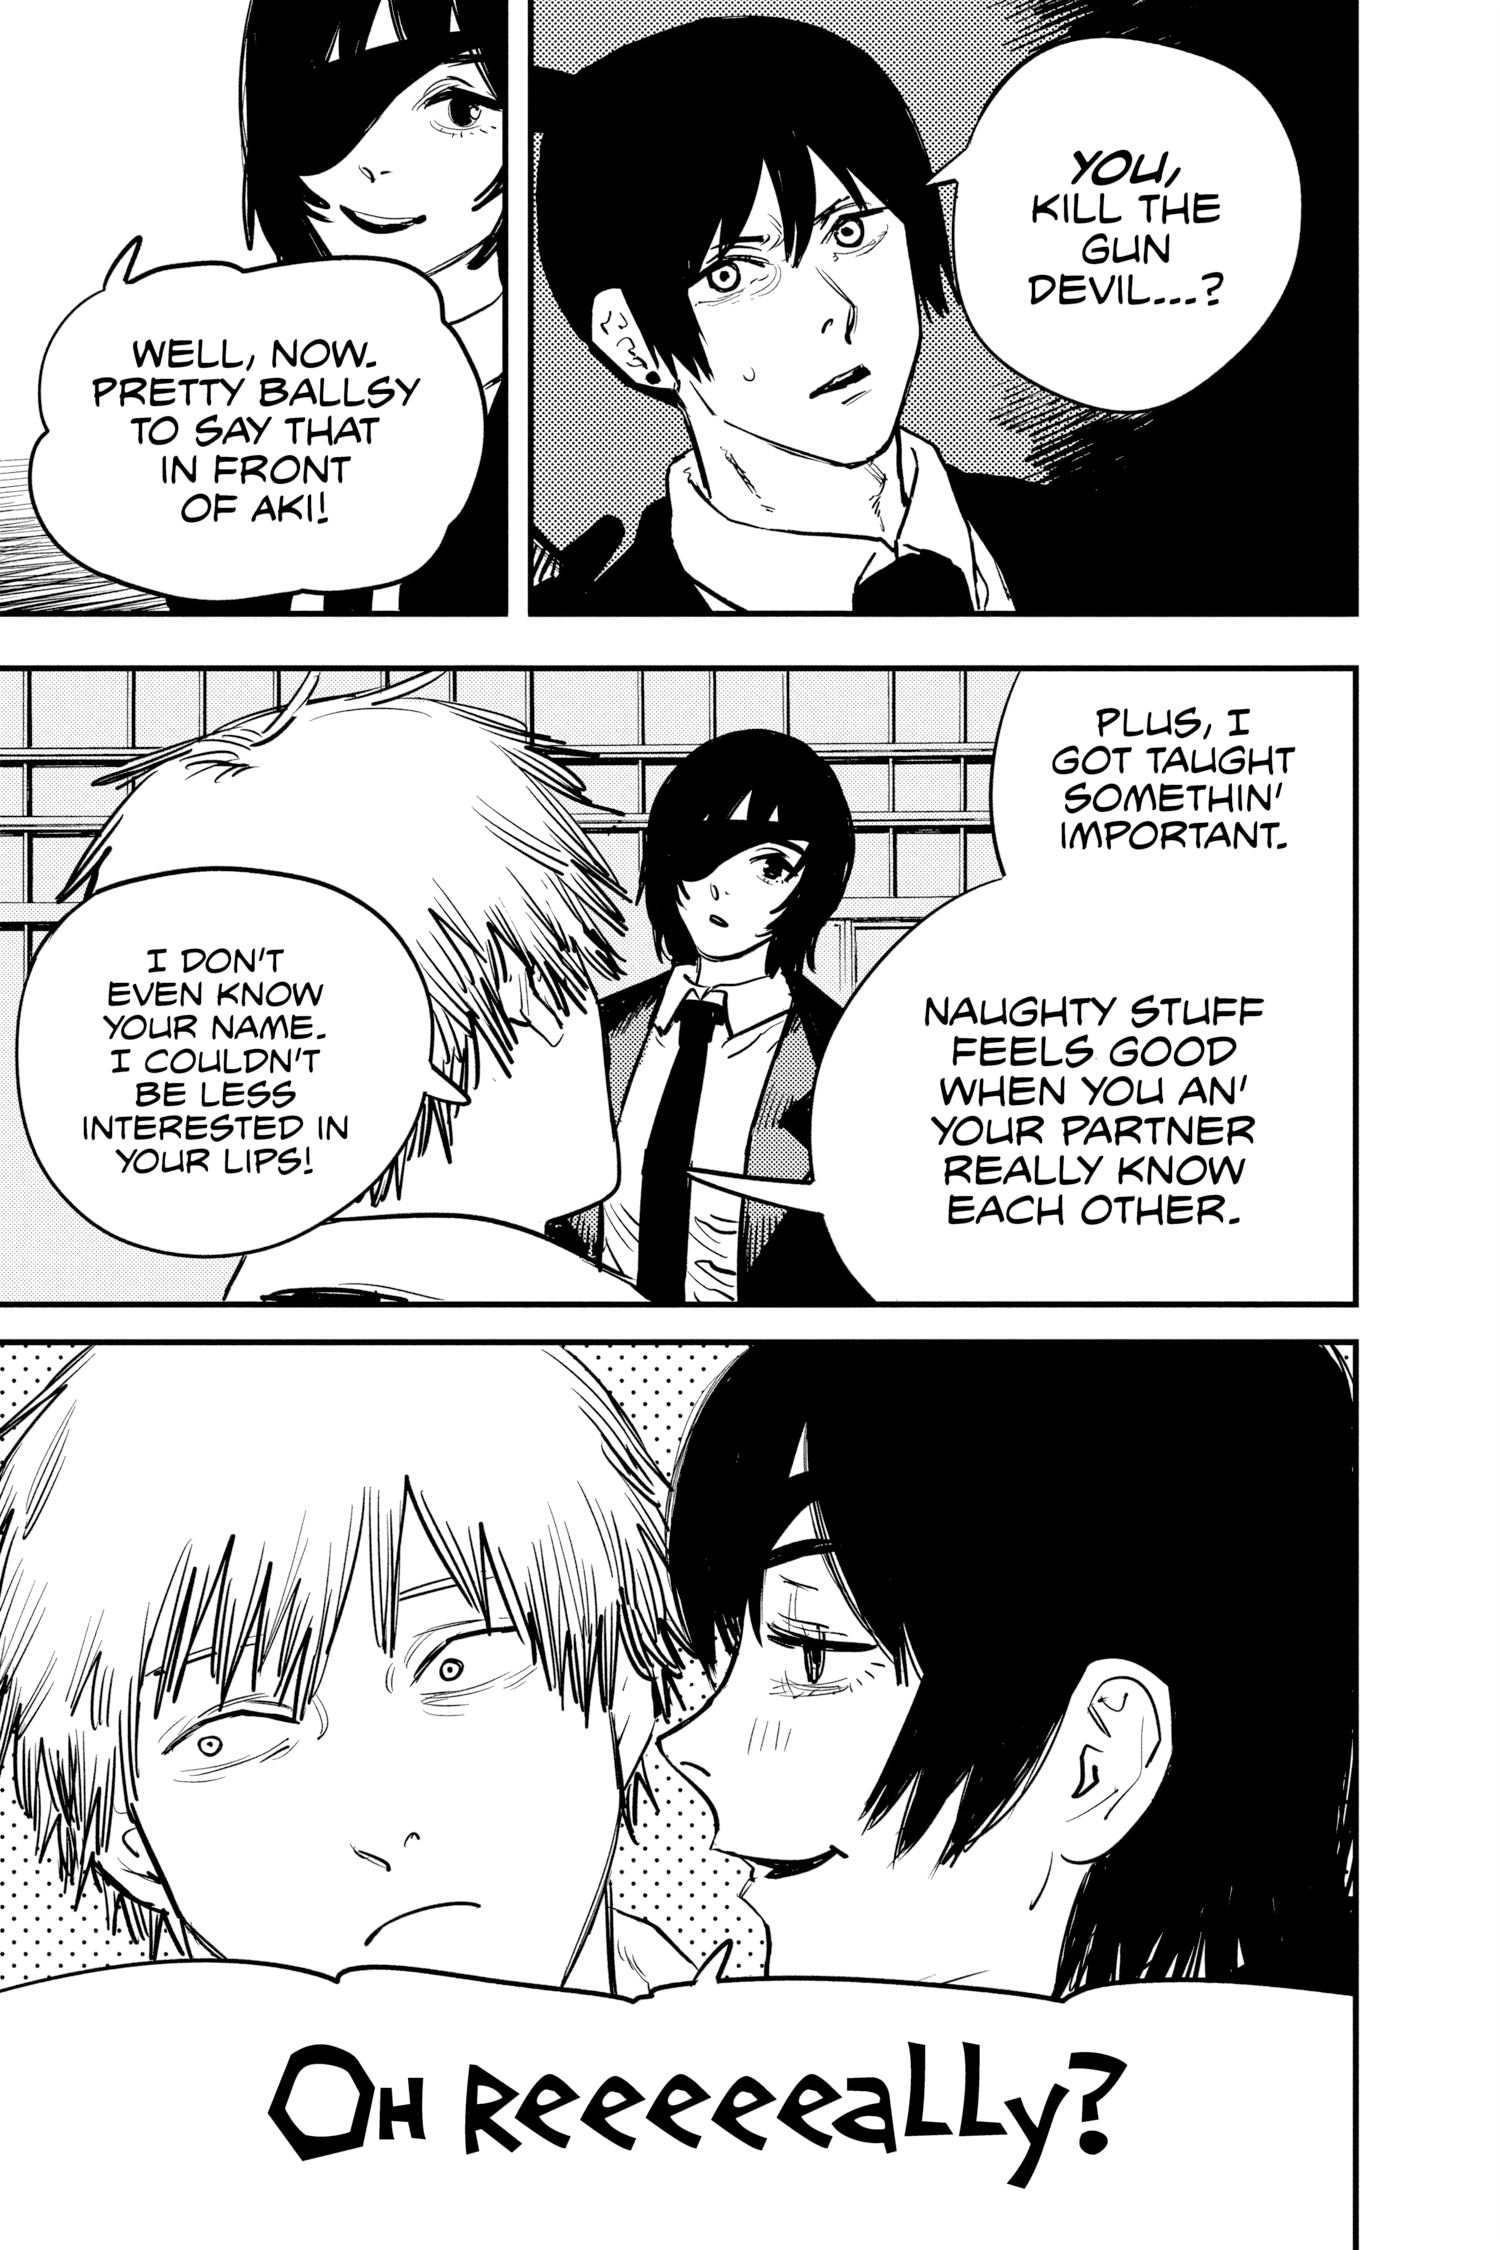 YOU,
KILL THE
GUN
DEVIL...?
WELL, NOW.
PRETTY BALLSY
TO SAY THAT
IN FRONT
OF AKI!
PLUS, I
GOT TAUGHT
SOMETHIN'
IMPORTANT.
NAUGHTY STUFF
FEELS GOOD
WHEN YOU AN'
YOUR PARTNER
REALLY KNOW
EACH OTHER.
I DON'T
EVEN KNOW
YOUR NAME.
I COULDN'T
BE LESS
INTERESTED IN
YOUR LIPS!
OH Reeeeeeally?